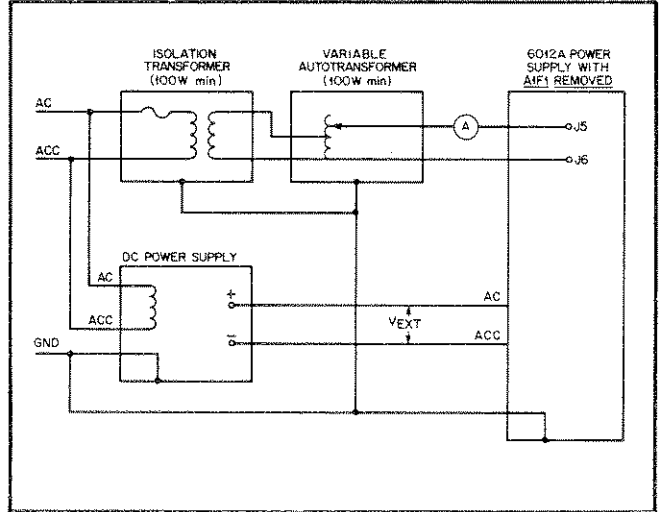 ISOLATION
TRANSFORMER
(100W min)
VARIABLE
AUTOTRANSFORMER
(100W min)
6012A POWER
SUPPLY WITH
A1F1 REMOVED
AC
ACC
A
J5
J6
DC POWER SUPPLY
AC
ACC
+
−
VEXT
AC
ACC
GND